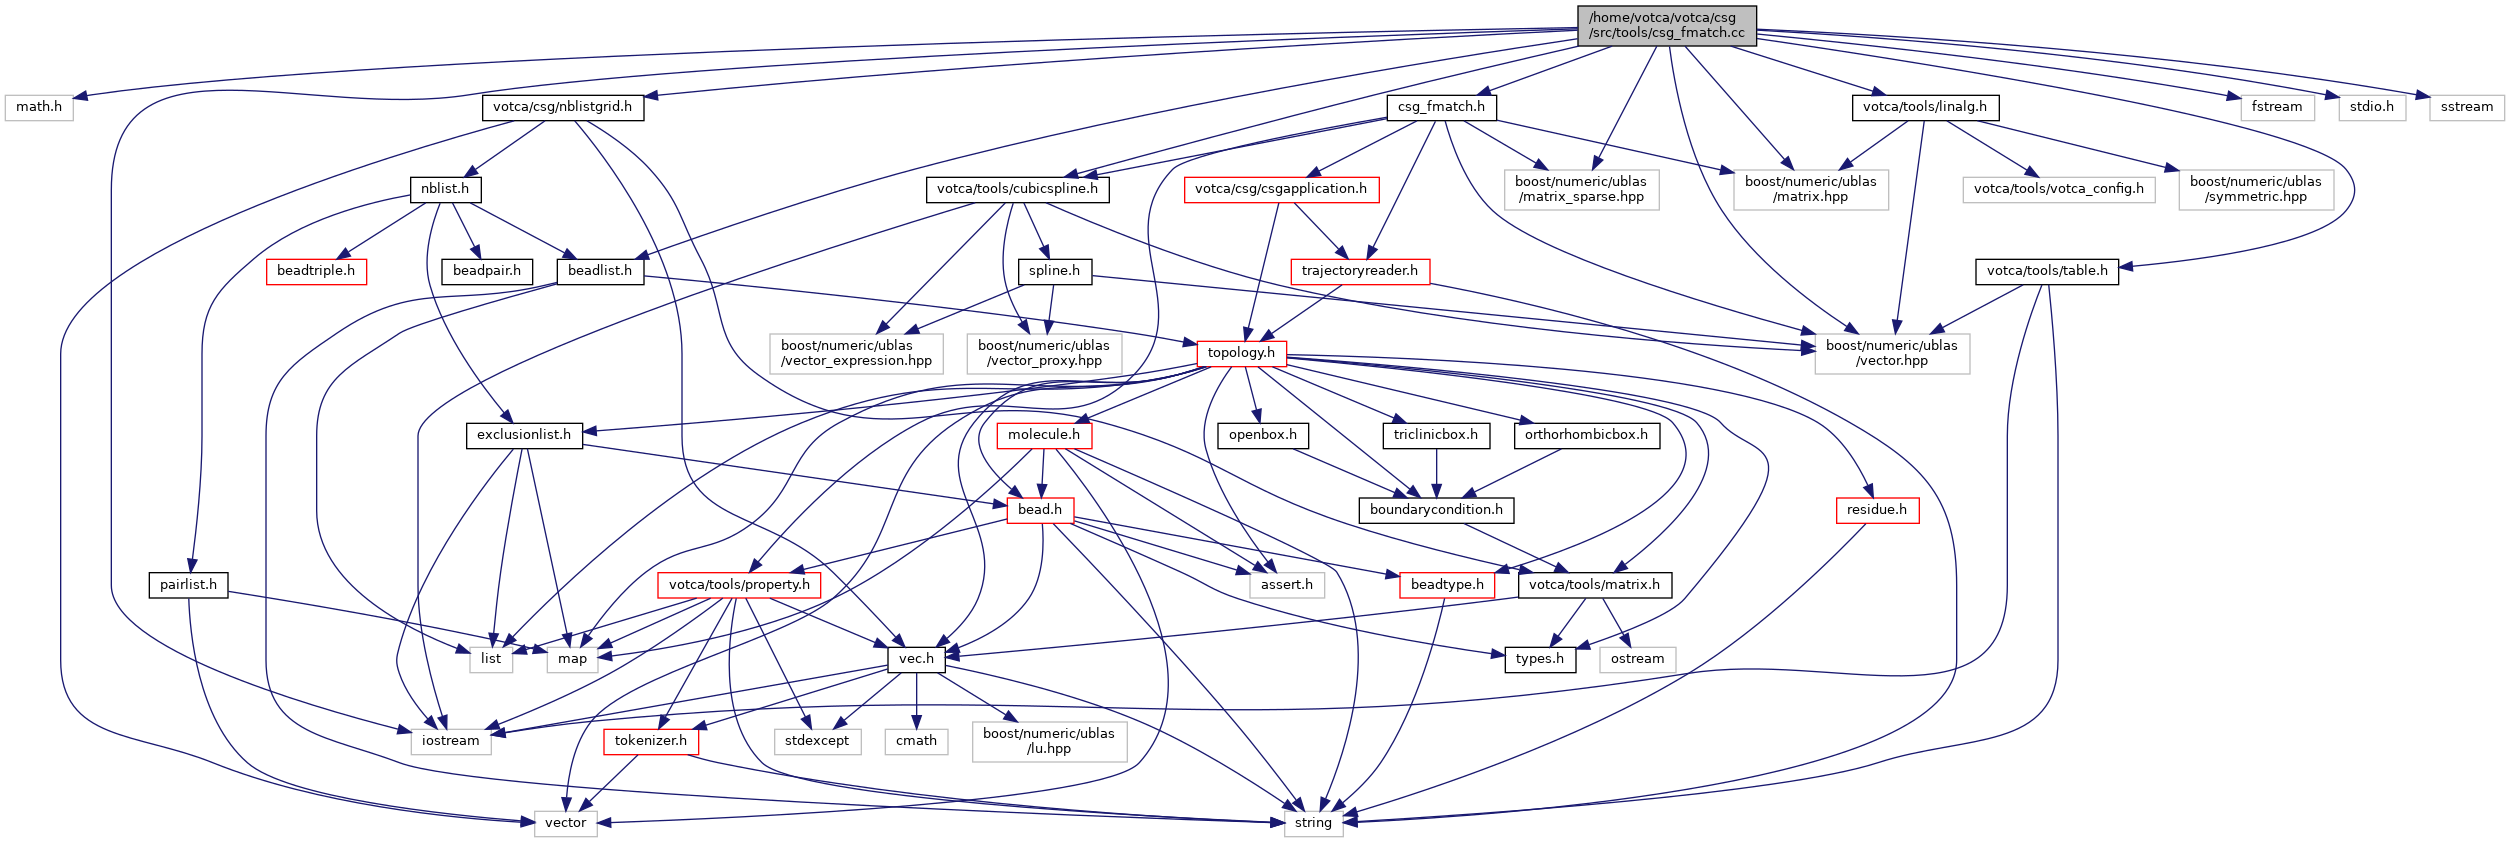 /home/votca/votca/csg
/src/tools/csg_fmatch.cc
math.h
votca/csg/nblistgrid.h
csg_fmatch.h
votca/tools/linalg.h
fstream
stdio.h
sstream
nblist.h
votca/tools/cubicspline.h
votca/csg/csgapplication.h
boost/numeric/ublas
/matrix_sparse.hpp
boost/numeric/ublas
/matrix.hpp
votca/tools/votca_config.h
boost/numeric/ublas
/symmetric.hpp
beadtriple.h
beadpair.h
beadlist.h
spline.h
trajectoryreader.h
votca/tools/table.h
boost/numeric/ublas
/vector_expression.hpp
boost/numeric/ublas
/vector_proxy.hpp
topology.h
boost/numeric/ublas
/vector.hpp
exclusionlist.h
molecule.h
openbox.h
triclinicbox.h
orthorhombicbox.h
bead.h
boundarycondition.h
residue.h
pairlist.h
votca/tools/property.h
assert.h
beadtype.h
votca/tools/matrix.h
list
map
vec.h
types.h
ostream
iostream
tokenizer.h
stdexcept
cmath
boost/numeric/ublas
/lu.hpp
vector
string